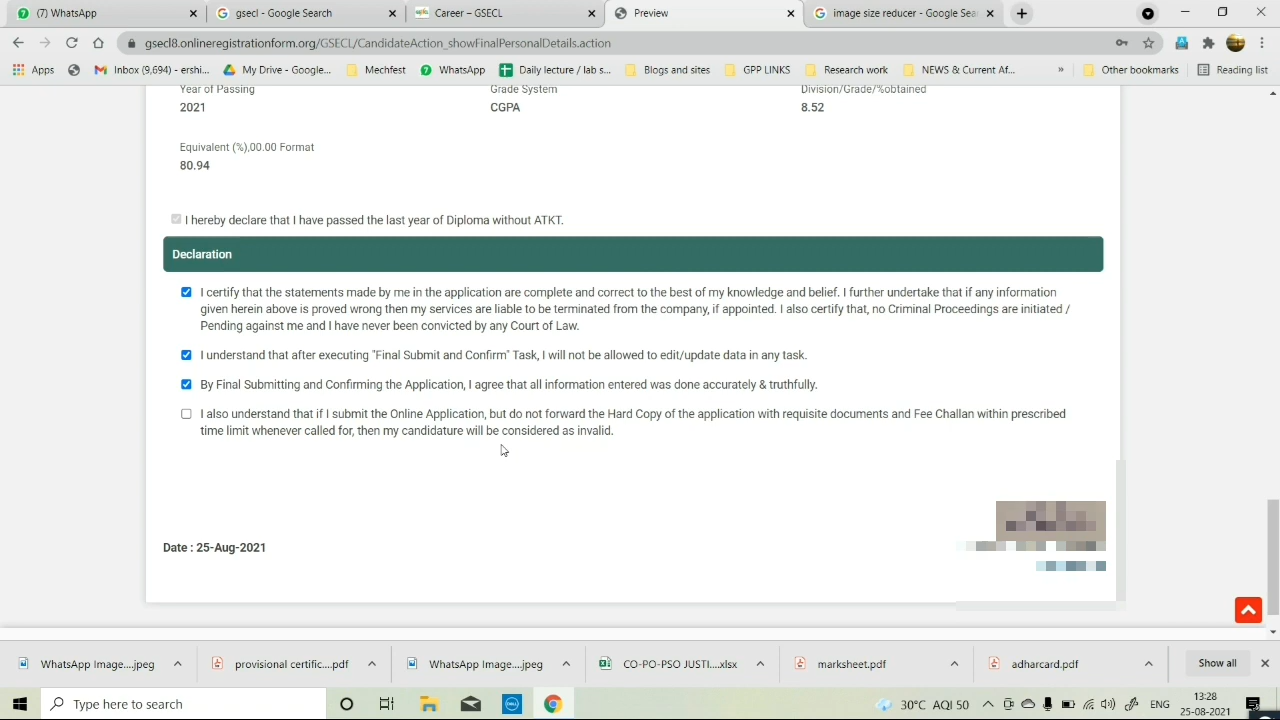 (7) WhatsApp
gsecl - Google Search
Career – GSECL
Preview
image size reducer - Google Sea
gsecl8.onlineregistrationform.org/GSECL/CandidateAction_showFinalPersonalDetails.action
Apps
Inbox (9,694) - ershi...
My Drive - Google...
Mechfest
WhatsApp
Daily lecture / lab s...
Blogs and sites
GPP LINKS
Research work
NEWS & Current Af...
»
Other bookmarks
Reading list
Year of Passing Grade System Division/Grade/%obtained
2021 CGPA 8.52
Equivalent (%),00.00 Format
80.94
I hereby declare that I have passed the last year of Diploma without ATKT.
Declaration
I certify that the statements made by me in the application are complete and correct to the best of my knowledge and belief. I further undertake that if any information
given herein above is proved wrong then my services are liable to be terminated from the company, if appointed. I also certify that, no Criminal Proceedings are initiated /
Pending against me and I have never been convicted by any Court of Law.
I understand that after executing "Final Submit and Confirm" Task, I will not be allowed to edit/update data in any task.
By Final Submitting and Confirming the Application, I agree that all information entered was done accurately & truthfully.
I also understand that if I submit the Online Application, but do not forward the Hard Copy of the application with requisite documents and Fee Challan within prescribed
time limit whenever called for, then my candidature will be considered as invalid.
Date : 25-Aug-2021
WhatsApp Image....jpeg
provisional certific....pdf
WhatsApp Image....jpeg
CO-PO-PSO JUSTI....xlsx
marksheet.pdf
adharcard.pdf
Show all
Type here to search
DELL
30°C AQI 50
ENG
13:28
25-08-2021